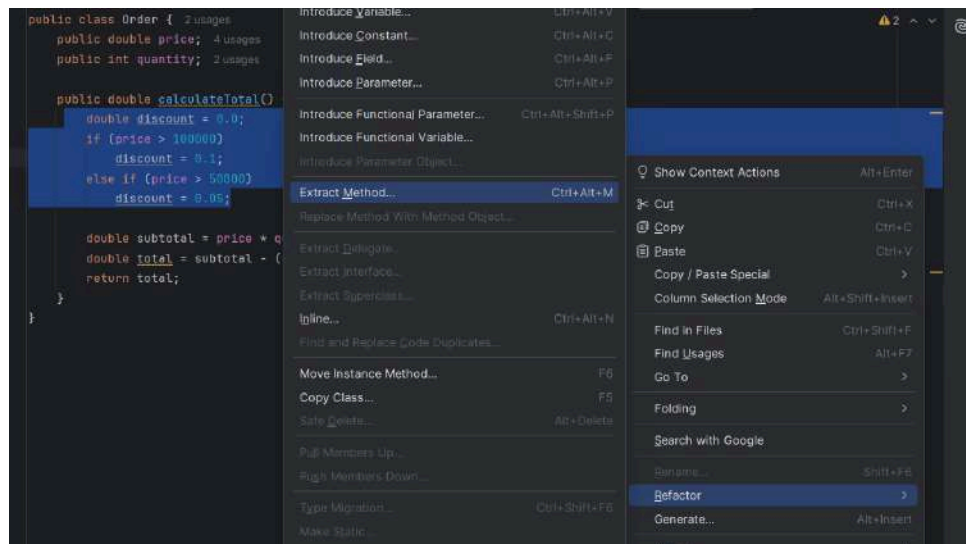 public class Order {  2 usages
public double price;  4 usages
public int quantity;  2 usages
public double calculateTotal()
double discount = 0.0;
if (price > 100000)
discount = 0.1;
else if (price > 50000)
discount = 0.05;
double subtotal = price * q
double total = subtotal - (
return total;
}
}
Introduce Variable... Ctrl+Alt+V
Introduce Constant... Ctrl+Alt+C
Introduce Field... Ctrl+Alt+F
Introduce Parameter... Ctrl+Alt+P
Introduce Functional Parameter... Ctrl+Alt+Shift+P
Introduce Functional Variable...
Introduce Parameter Object...
Extract Method... Ctrl+Alt+M
Replace Method With Method Object...
Extract Delegate...
Extract Interface...
Extract Superclass...
Inline... Ctrl+Alt+N
Find and Replace Code Duplicates...
Move Instance Method... F6
Copy Class... F5
Safe Delete... Alt+Delete
Pull Members Up...
Push Members Down...
Type Migration... Ctrl+Shift+F6
Make Static...
2
Show Context Actions Alt+Enter
Cut Ctrl+X
Copy Ctrl+C
Paste Ctrl+V
Copy / Paste Special
Column Selection Mode Alt+Shift+Insert
Find in Files Ctrl+Shift+F
Find Usages Alt+F7
Go To
Folding
Search with Google
Rename... Shift+F6
Refactor
Generate... Alt+Insert